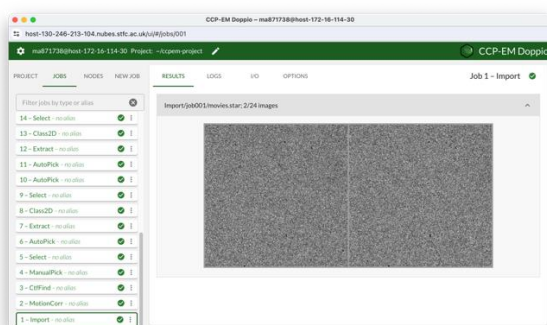 CCP-EM Doppio – ma871738@host-172-16-114-30
host-130-246-213-104.nubes.stfc.ac.uk/ui/#/jobs/001
ma871738@host-172-16-114-30 Project: ~/ccpem-project
CCP-EM Doppio
PROJECT JOBS NODES NEW JOB RESULTS LOGS I/O OPTIONS Job 1 – Import
Filter jobs by type or alias
Import/job001/movies.star; 2/24 images
14 – Select - no alias
13 – Class2D - no alias
12 – Extract - no alias
11 – AutoPick - no alias
10 – AutoPick - no alias
9 – Select - no alias
8 – Class2D - no alias
7 – Extract - no alias
6 – AutoPick - no alias
5 – Select - no alias
4 – ManualPick - no alias
3 – CtfFind - no alias
2 – MotionCorr - no alias
1 – Import - no alias